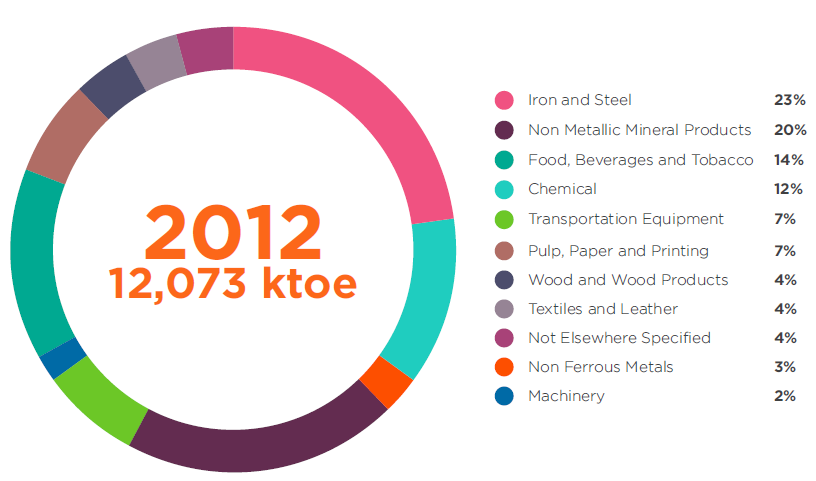 2012
12,073 ktoe
Iron and Steel 23%
Non Metallic Mineral Products 20%
Food, Beverages and Tobacco 14%
Chemical 12%
Transportation Equipment 7%
Pulp, Paper and Printing 7%
Wood and Wood Products 4%
Textiles and Leather 4%
Not Elsewhere Specified 4%
Non Ferrous Metals 3%
Machinery 2%